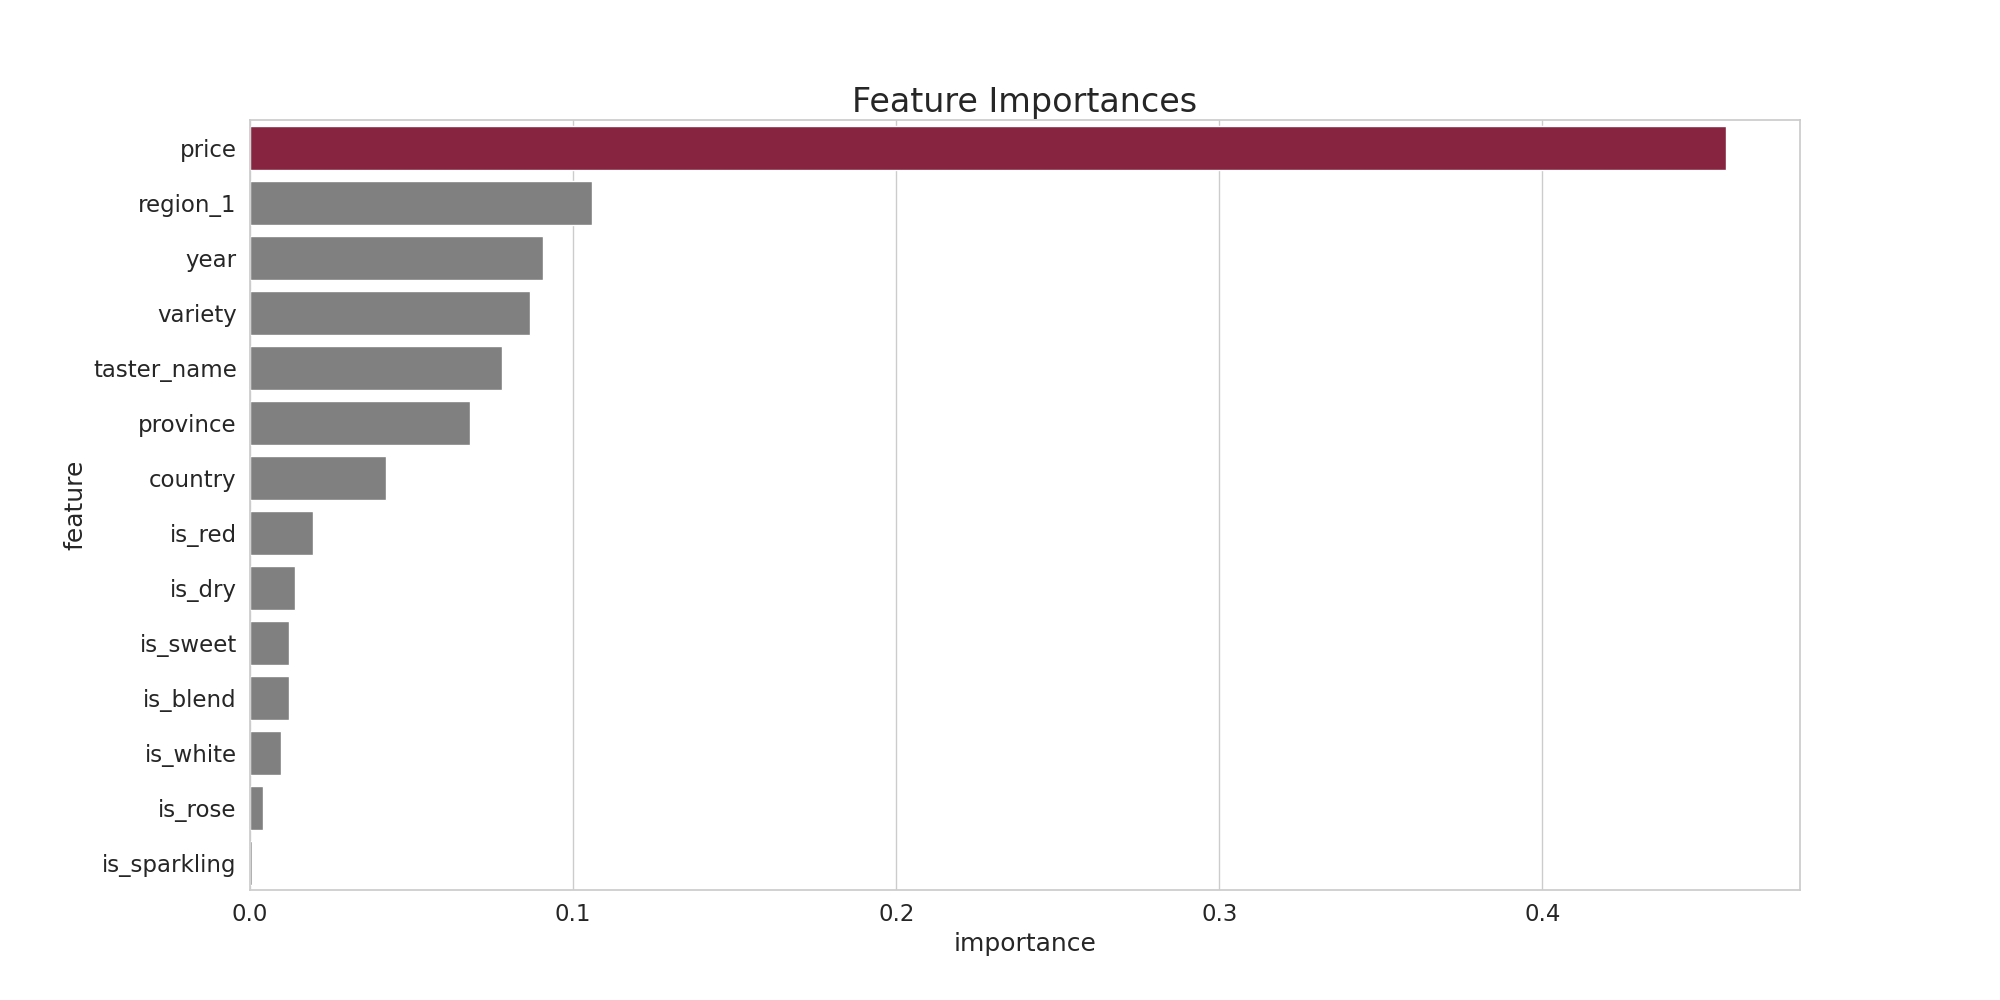 Feature Importances
price
region_1
year
variety
taster_name
province
country
is_red
is_dry
is_sweet
is_blend
is_white
is_rose
is_sparkling
feature
0.0 0.1 0.2 0.3 0.4
importance